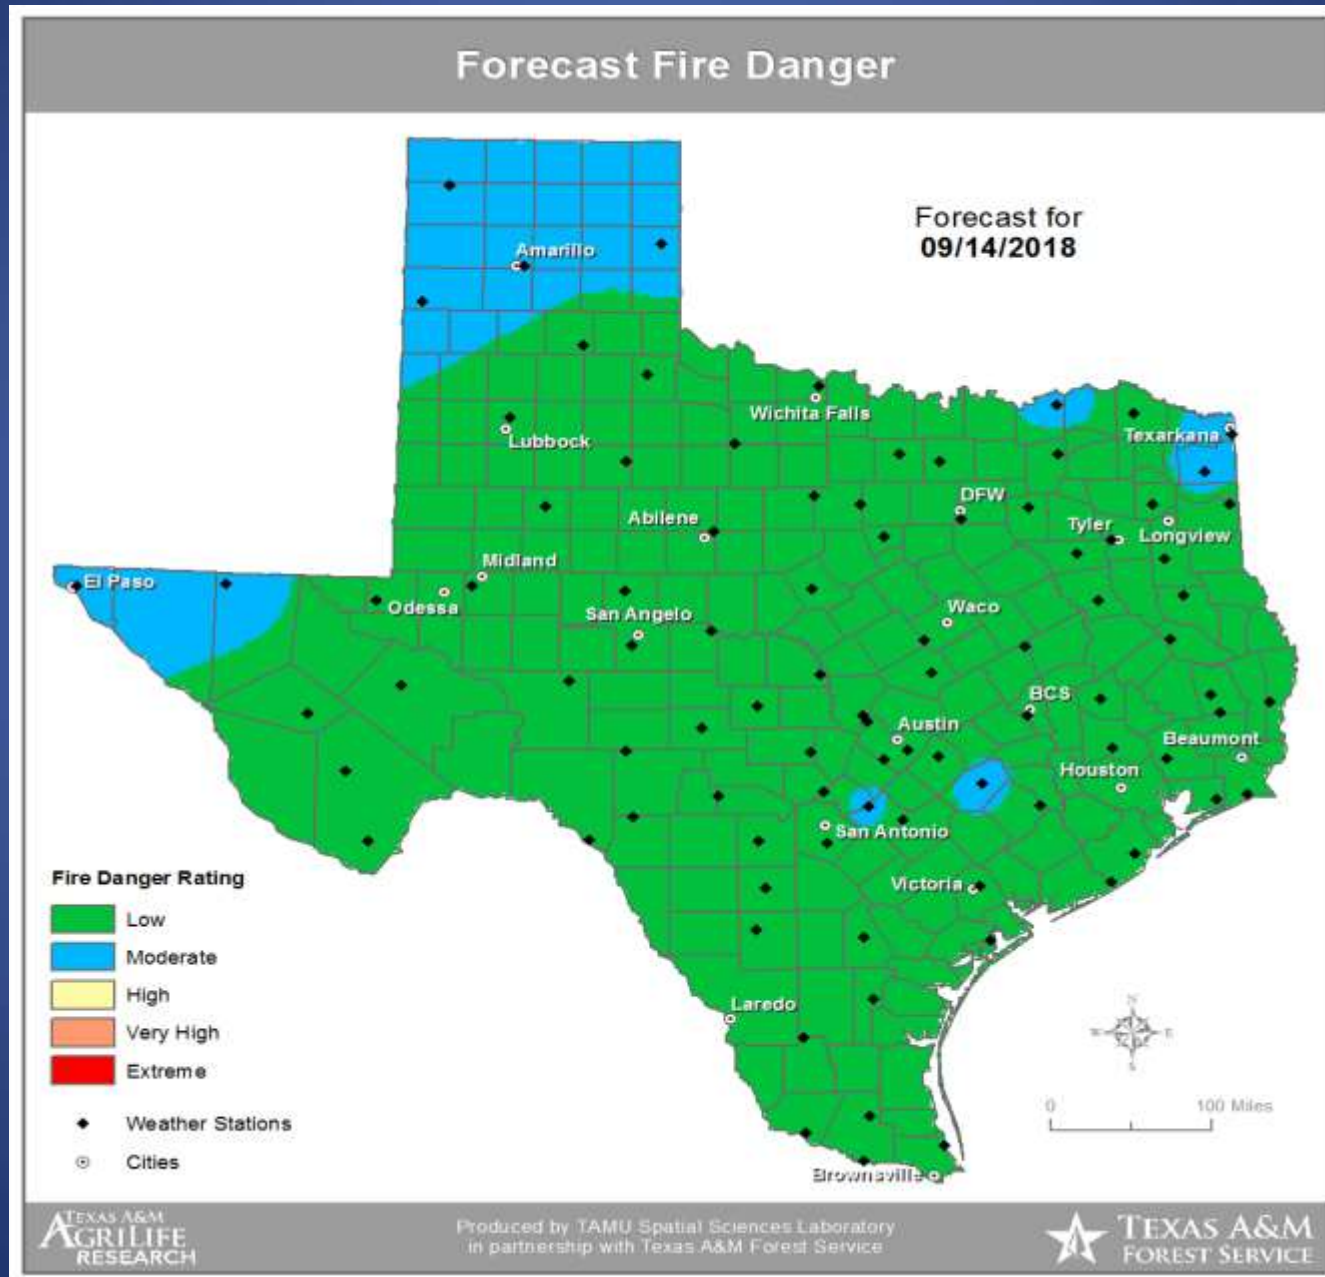 Forecast Fire Danger
Forecast for
09/14/2018
Amarillo
Wichita Falls
Lubbock
Texarkana
DFW
Abilene
Tyler
Longview
Midland
El Paso
Odessa
San Angelo
Waco
BCS
Austin
Beaumont
Houston
San Antonio
Victoria
Laredo
Brownsville
Fire Danger Rating
Low
Moderate
High
Very High
Extreme
Weather Stations
Cities
N
W E
S
0 100 Miles
TEXAS A&M
AGRILIFE
RESEARCH
Produced by TAMU Spatial Sciences Laboratory
in partnership with Texas A&M Forest Service
TEXAS A&M
FOREST SERVICE